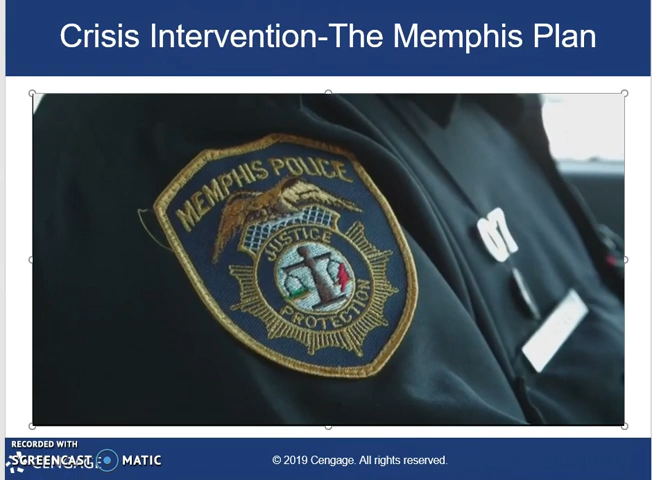 Crisis Intervention-The Memphis Plan
MEMPHIS POLICE
JUSTICE
PROTECTION
07
RECORDED WITH
SCREENCAST MATIC
CENGAGE
© 2019 Cengage. All rights reserved.